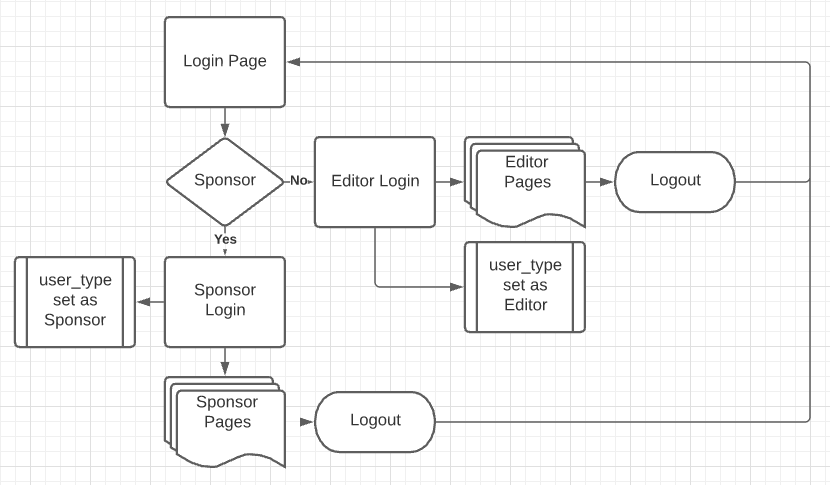 Login Page
Sponsor
No
Editor Login
Editor
Pages
Logout
Yes
user_type
set as
Sponsor
Sponsor
Login
user_type
set as
Editor
Sponsor
Pages
Logout